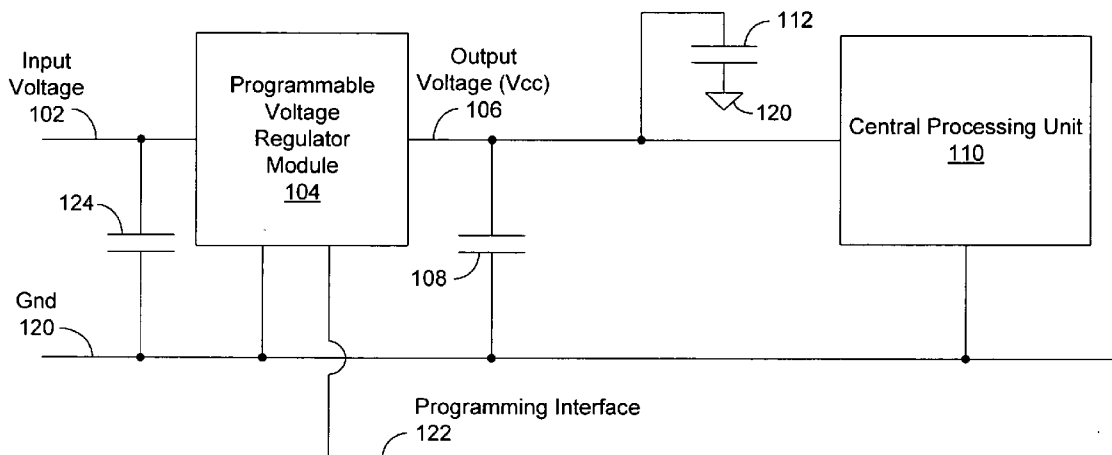 Input
Voltage
102
Programmable
Voltage
Regulator
Module
104
Output
Voltage (Vcc)
106
112
120
Central Processing Unit
110
124
108
Gnd
120
Programming Interface
122